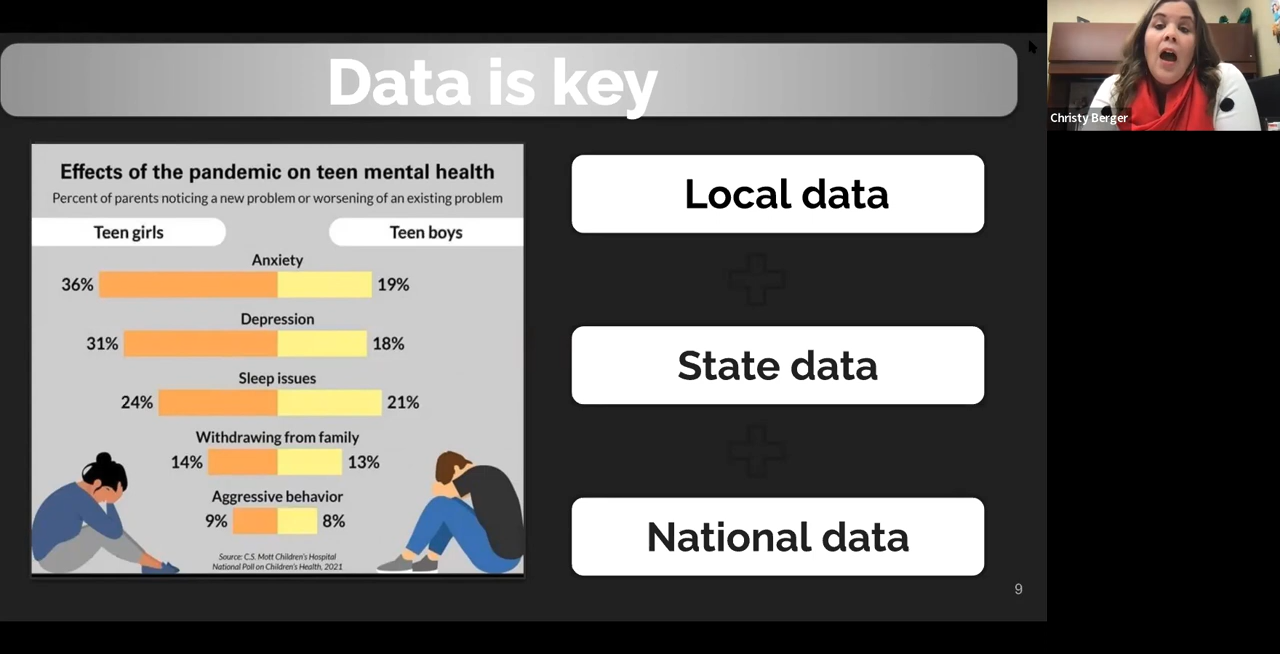 Data is key
Christy Berger
Effects of the pandemic on teen mental health
Percent of parents noticing a new problem or worsening of an existing problem
Teen girls
Teen boys
Anxiety
36%
19%
Depression
31%
18%
Sleep issues
24%
21%
Withdrawing from family
14%
13%
Aggressive behavior
9%
8%
Source: C.S. Mott Children's Hospital
National Poll on Children's Health, 2021
Local data
State data
National data
9